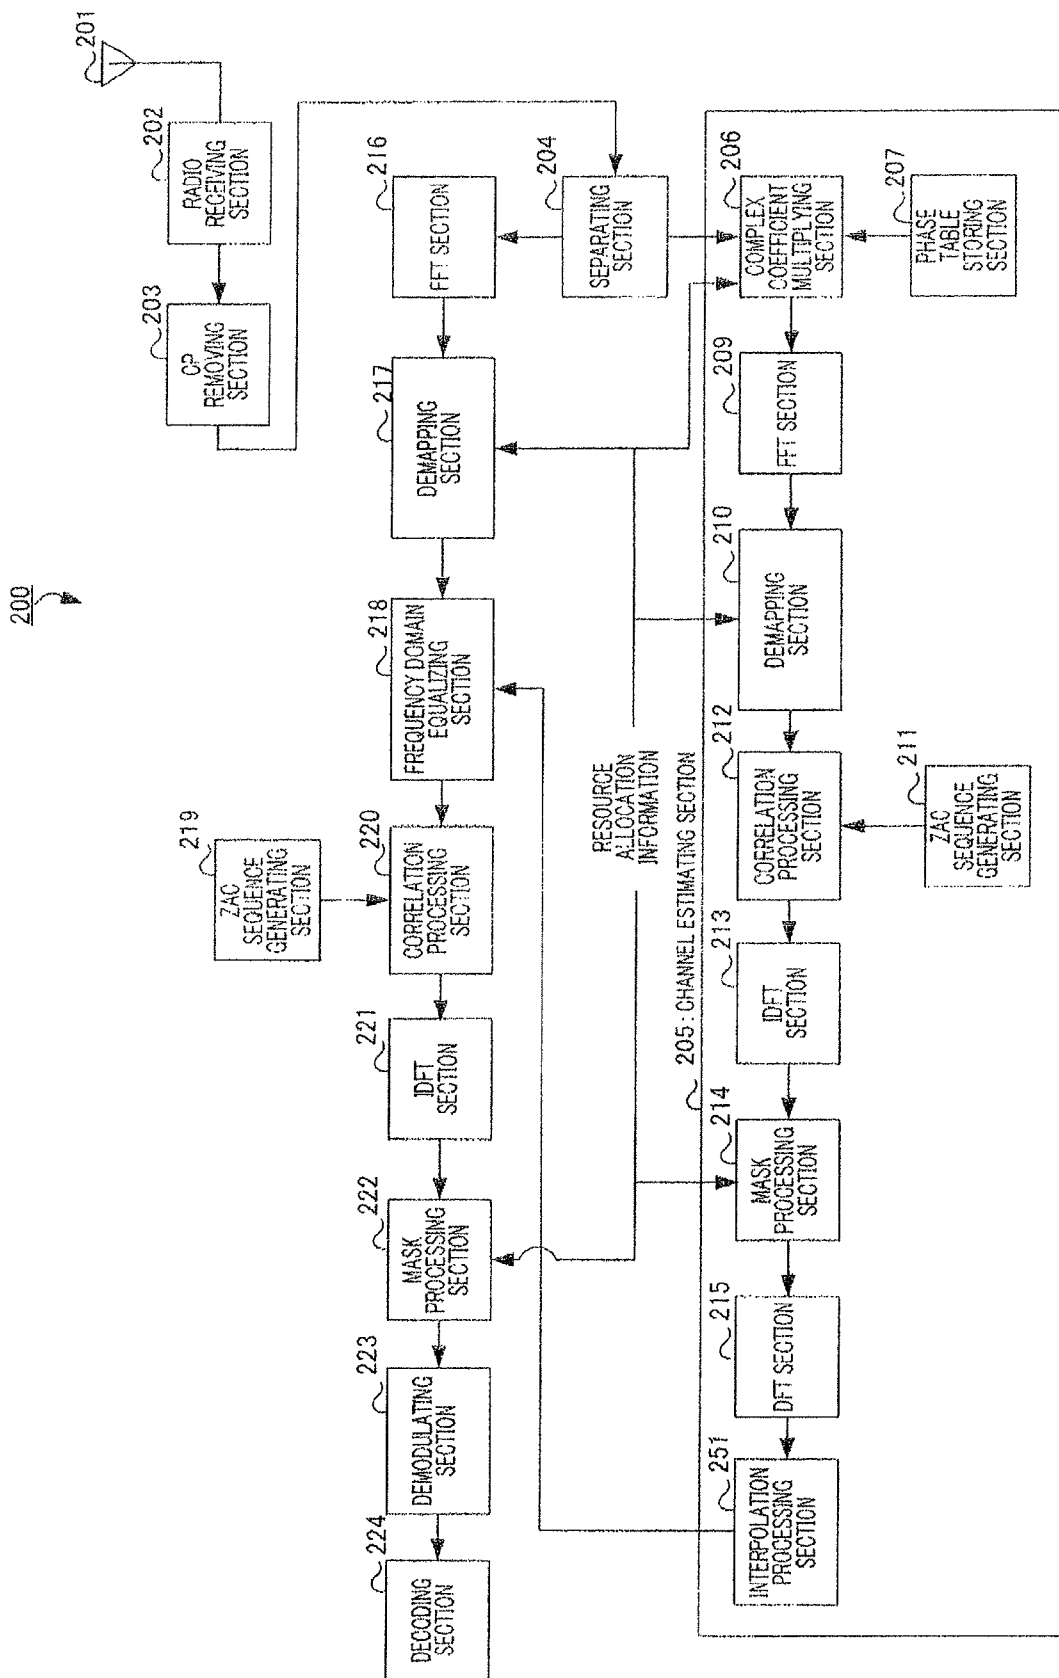 200
201
202
RADIO
RECEIVING
SECTION
203
CP
REMOVING
SECTION
216
FFT SECTION
204
SEPARATING
SECTION
206
COMPLEX
COEFFICIENT
MULTIPLYING
SECTION
207
PHASE
TABLE
STORING
SECTION
217
DEMAPPING
SECTION
209
FFT SECTION
218
FREQUENCY DOMAIN
EQUALIZING
SECTION
210
DEMAPPING
SECTION
RESOURCE
ALLOCATION
INFORMATION
219
ZAC
SEQUENCE
GENERATING
SECTION
220
CORRELATION
PROCESSING
SECTION
205 : CHANNEL ESTIMATING SECTION
212
CORRELATION
PROCESSING
SECTION
211
ZAC
SEQUENCE
GENERATING
SECTION
221
IDFT
SECTION
213
IDFT
SECTION
222
MASK
PROCESSING
SECTION
214
MASK
PROCESSING
SECTION
223
DEMODULATING
SECTION
215
DFT SECTION
224
DECODING
SECTION
251
INTERPOLATION
PROCESSING
SECTION